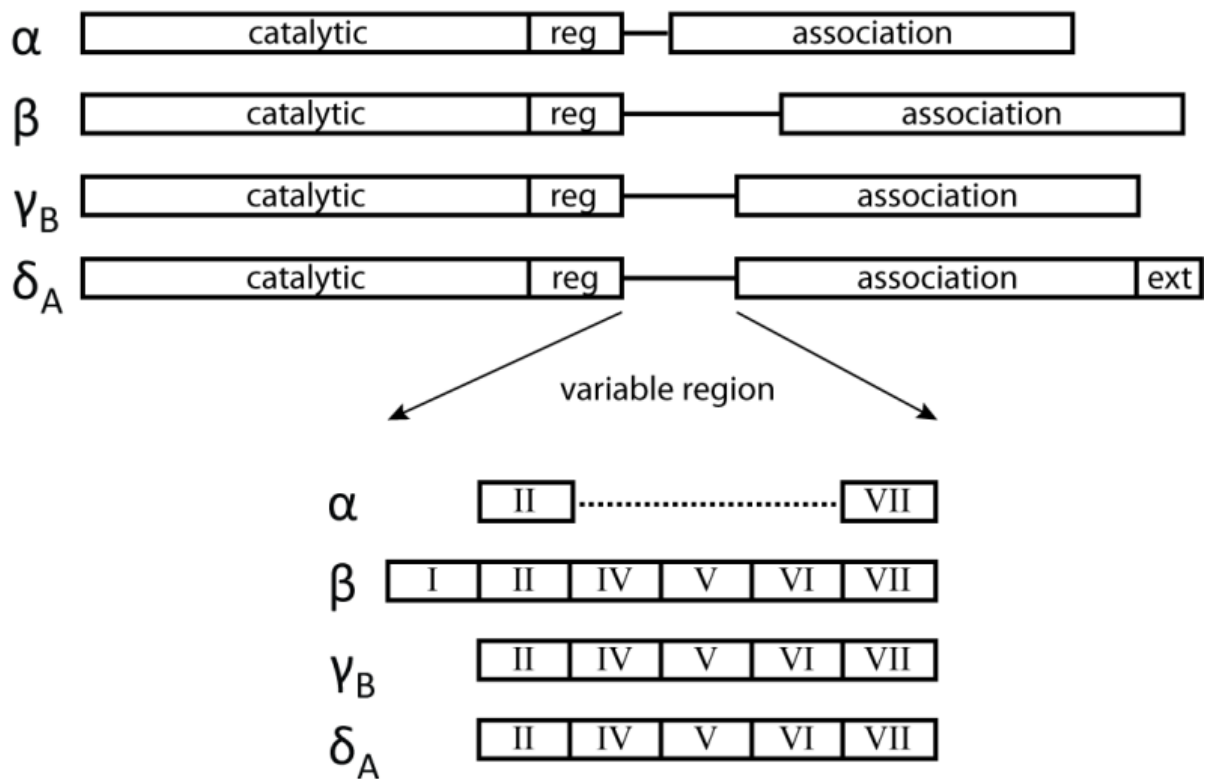 α catalytic reg association
β catalytic reg association
γB catalytic reg association
δA catalytic reg association ext
variable region
α II VII
β I II IV V VI VII
γB II IV V VI VII
δA II IV V VI VII